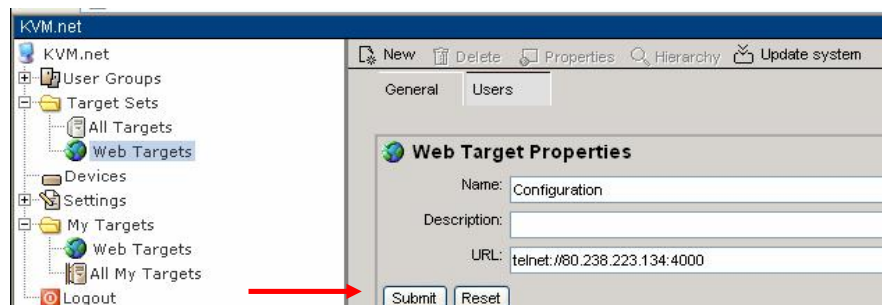 KVM.net
KVM.net
User Groups
Target Sets
All Targets
Web Targets
Devices
Settings
My Targets
Web Targets
All My Targets
Logout
New Delete Properties Hierarchy Update system
General Users
Web Target Properties
Name: Configuration
Description:
URL: telnet://80.238.223.134:4000
Submit Reset